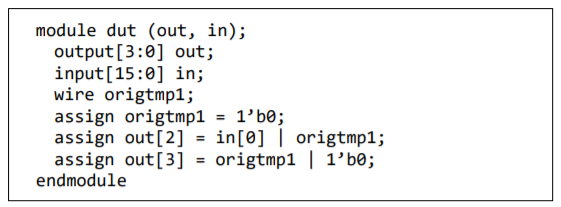 module dut (out, in);
output[3:0] out;
input[15:0] in;
wire origtmp1;
assign origtmp1 = 1’b0;
assign out[2] = in[0] | origtmp1;
assign out[3] = origtmp1 | 1’b0;
endmodule